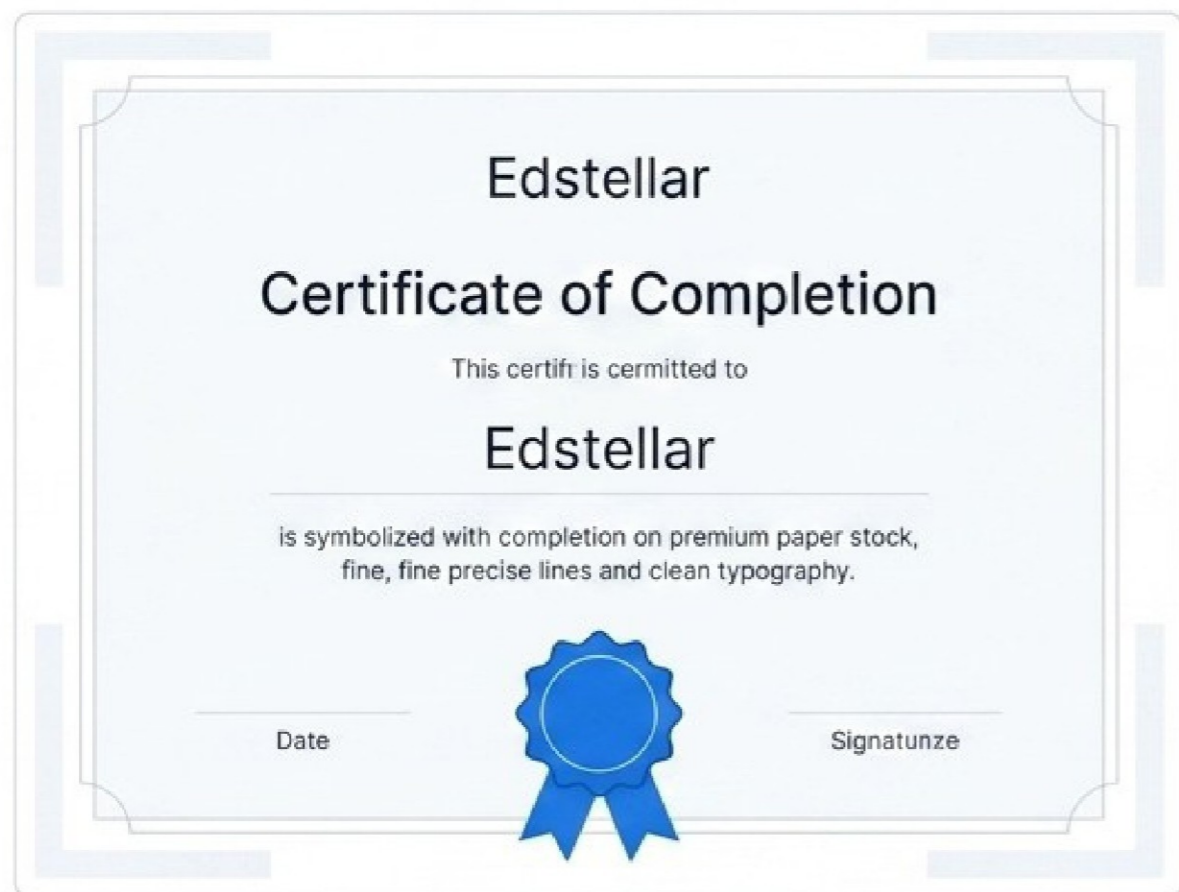 Edstellar
Certificate of Completion
This certifr is cermitted to
Edstellar
is symbolized with completion on premium paper stock,
fine, fine precise lines and clean typography.
Date
Signatunze